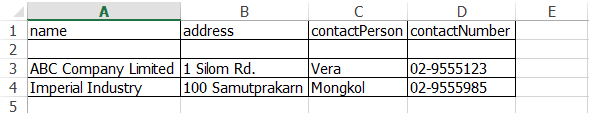 A B C D E
1 name address contactPerson contactNumber
2
3 ABC Company Limited 1 Silom Rd. Vera 02-9555123
4 Imperial Industry 100 Samutprakarn Mongkol 02-9555985
5